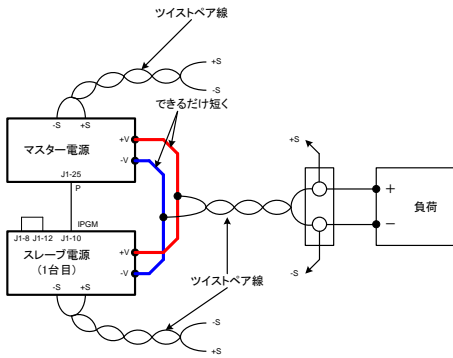 ツイストペア線
+S
-S
-S +S
できるだけ短く
マスター電源
+V
-V
J1-25
P
+S
+
-
負荷
J1-8 J1-12 J1-10
IPGM
スレーブ電源
(1台目)
+V
-V
-S
ツイストペア線
-S +S
-S
+S